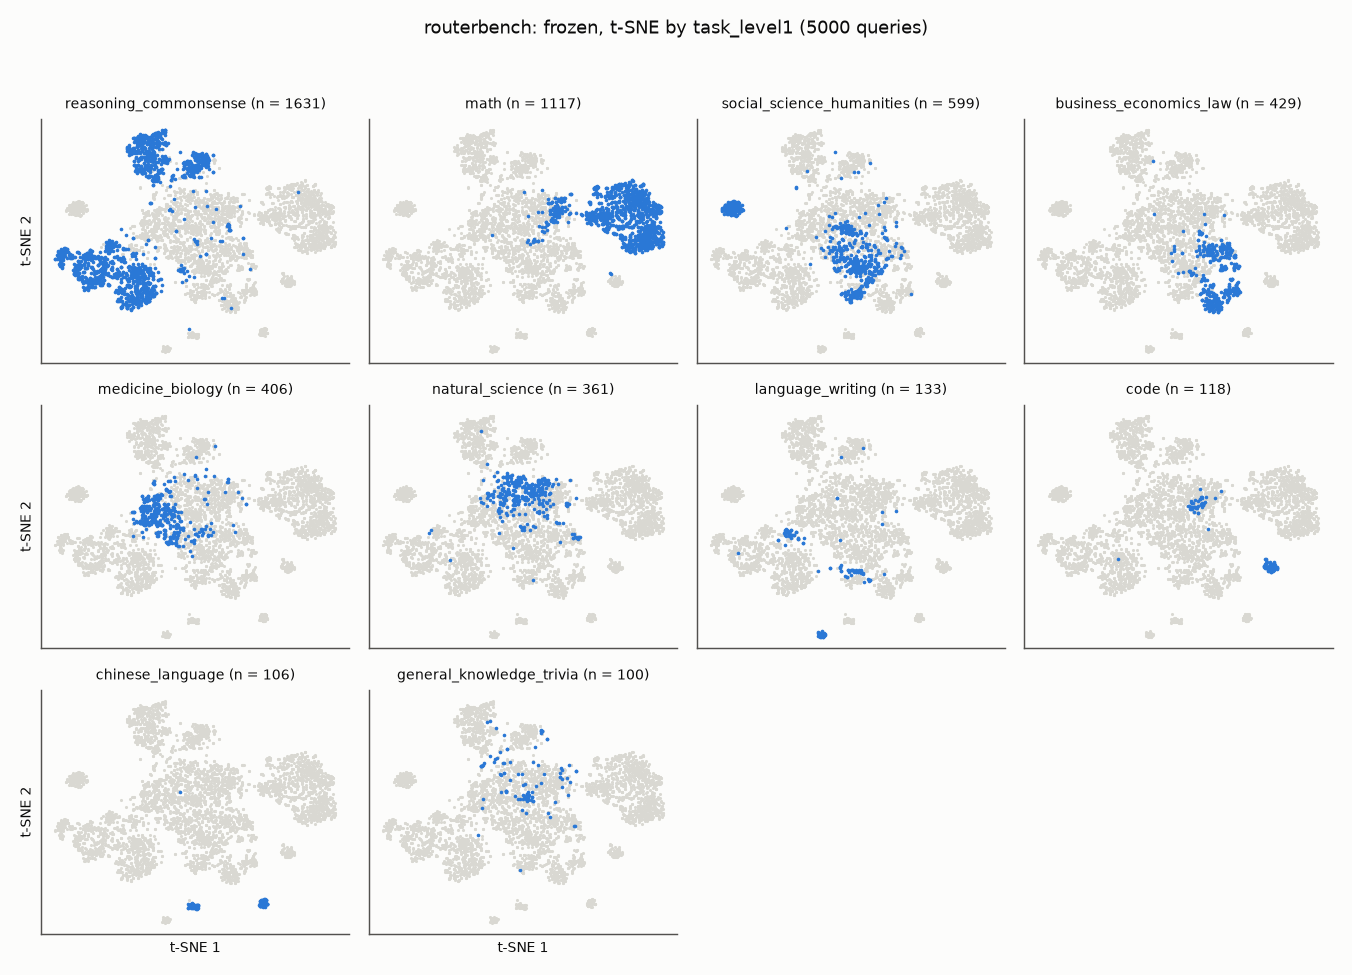 routerbench: frozen, t-SNE by task_level1 (5000 queries)
reasoning_commonsense (n = 1631)
math (n = 1117)
social_science_humanities (n = 599)
business_economics_law (n = 429)
t-SNE 2
medicine_biology (n = 406)
natural_science (n = 361)
language_writing (n = 133)
code (n = 118)
t-SNE 2
chinese_language (n = 106)
general_knowledge_trivia (n = 100)
t-SNE 2
t-SNE 1
t-SNE 1